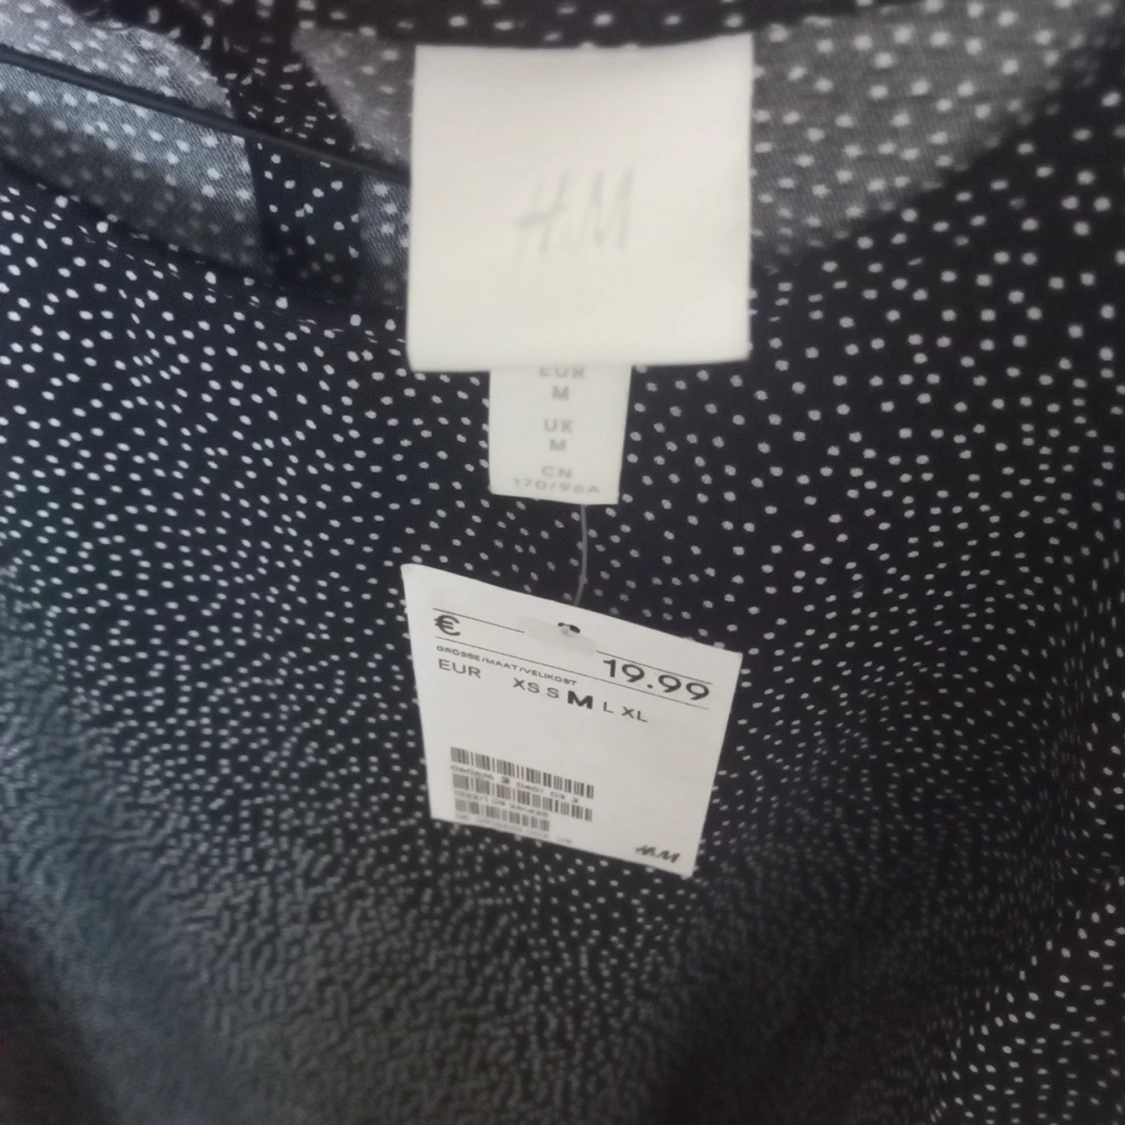 H&M
EUR
M
UK
M
CN
170/96A
€ 19.99
GRÖSSE/MAAT/VELIKOST
EUR XS S M L XL
H&M